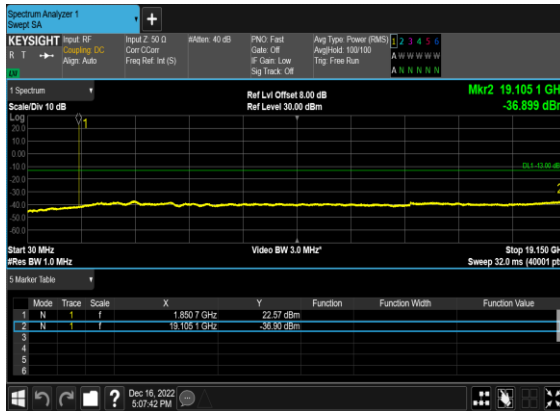 Spectrum Analyzer 1
Swept SA
+
KEYSIGHT
R T
LXI
Input: RF
Coupling: DC
Align: Auto
Input Z: 50 Ω
Corr CCorr
Freq Ref: Int (S)
#Atten: 40 dB
PNO: Fast
Gate: Off
IF Gain: Low
Sig Track: Off
Avg Type: Power (RMS)
Avg|Hold: 100/100
Trig: Free Run
1 2 3 4 5 6
A W W W W W
A N N N N N
1 Spectrum
Scale/Div 10 dB
Ref Lvl Offset 8.00 dB
Ref Level 30.00 dBm
Mkr2 19.105 1 GHz
-36.899 dBm
Log
20.0
10.0
0.00
-10.0
-20.0
-30.0
-40.0
-50.0
-60.0
1
DL1 -13.00 dB
2
Start 30 MHz
#Res BW 1.0 MHz
Video BW 3.0 MHz*
Stop 19.150 GH
Sweep 32.0 ms (40001 pts
5 Marker Table
Mode Trace Scale X Y Function Function Width Function Value
1 N 1 f 1.850 7 GHz 22.57 dBm
2 N 1 f 19.105 1 GHz -36.90 dBm
3
4
5
6
?
Dec 16, 2022
5:07:42 PM